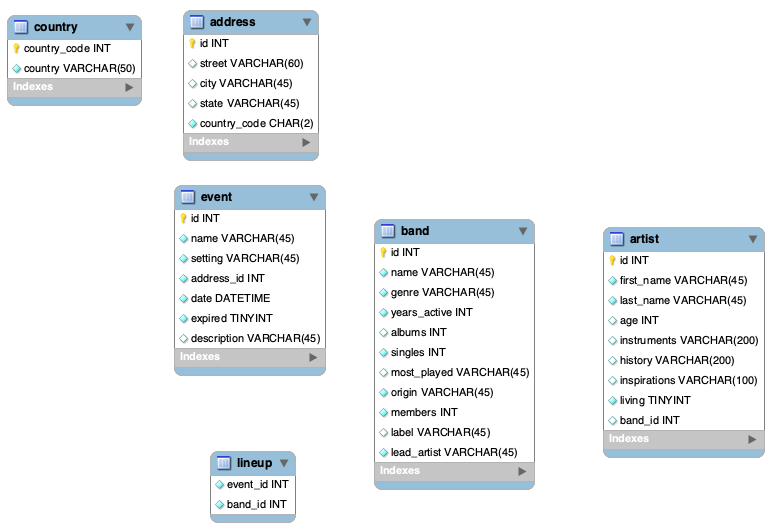 country
country_code INT
country VARCHAR(50)
Indexes
address
id INT
street VARCHAR(60)
city VARCHAR(45)
state VARCHAR(45)
country_code CHAR(2)
Indexes
event
id INT
name VARCHAR(45)
setting VARCHAR(45)
address_id INT
date DATETIME
expired TINYINT
description VARCHAR(45)
Indexes
band
id INT
name VARCHAR(45)
genre VARCHAR(45)
years_active INT
albums INT
singles INT
most_played VARCHAR(45)
origin VARCHAR(45)
members INT
label VARCHAR(45)
lead_artist VARCHAR(45)
Indexes
artist
id INT
first_name VARCHAR(45)
last_name VARCHAR(45)
age INT
instruments VARCHAR(200)
history VARCHAR(200)
inspirations VARCHAR(100)
living TINYINT
band_id INT
Indexes
lineup
event_id INT
band_id INT